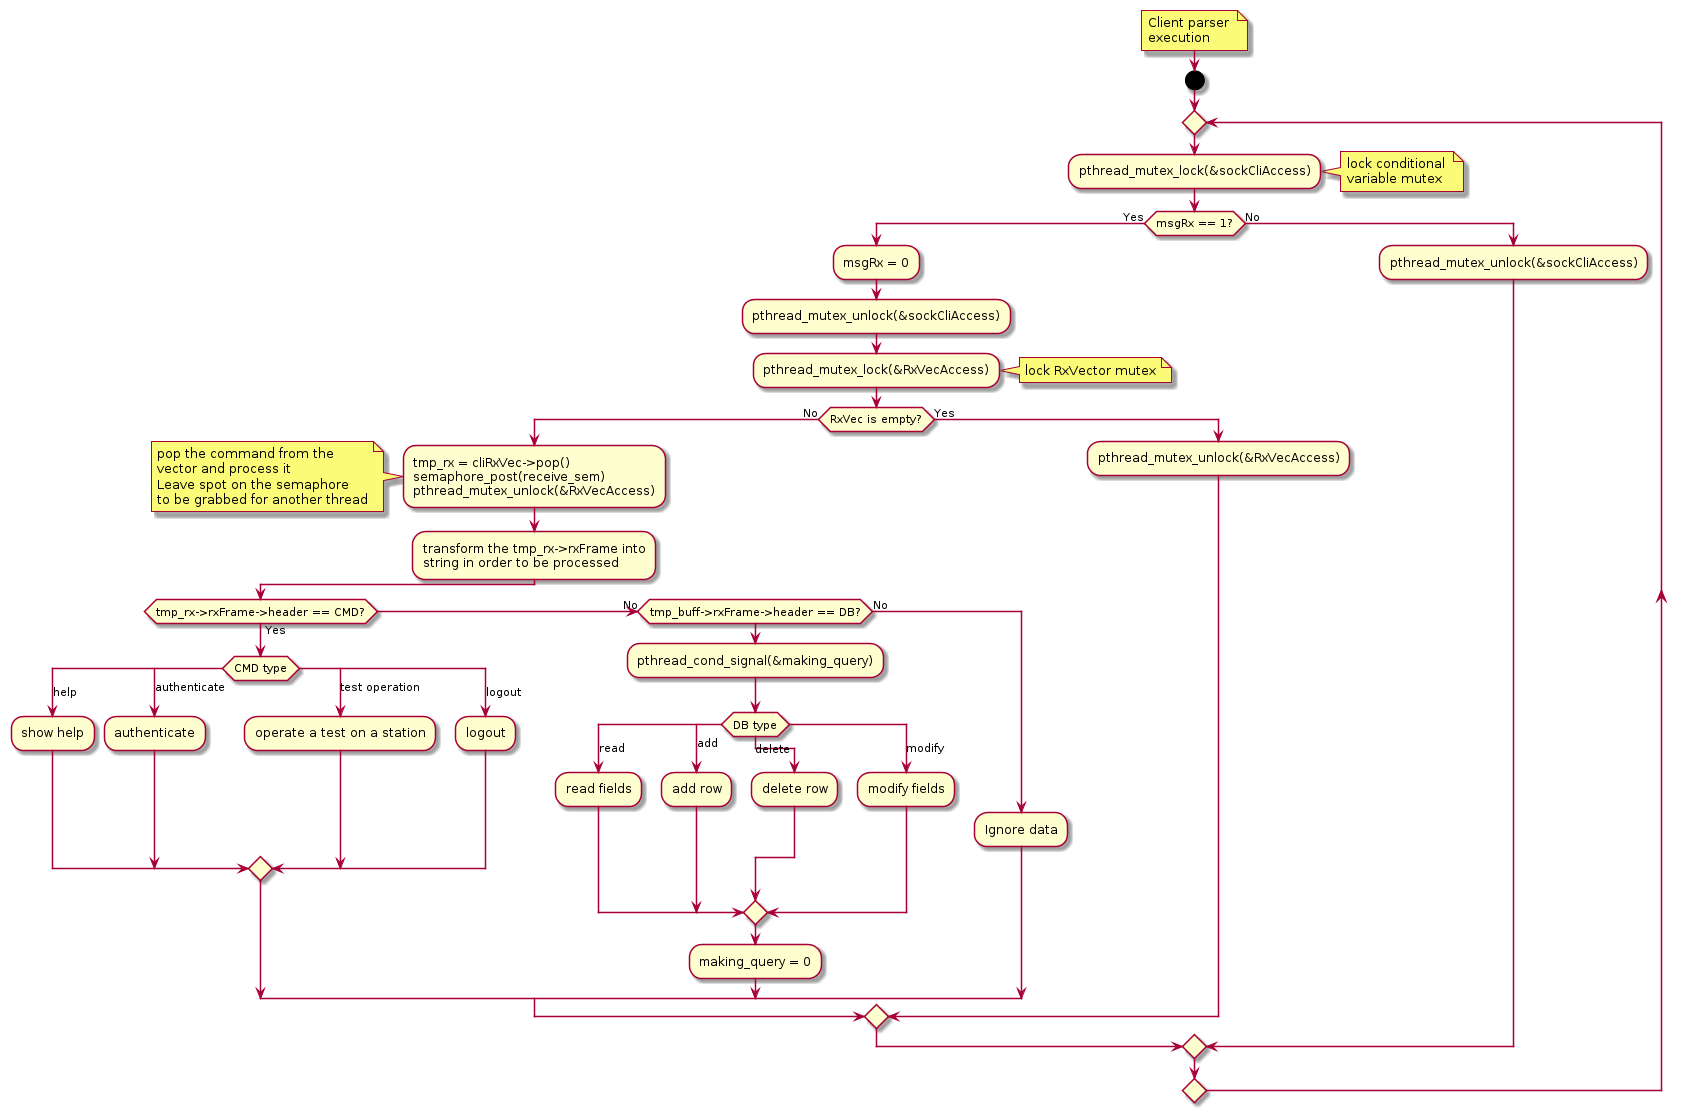 Client parser
execution
pthread_mutex_lock(&sockCliAccess)
lock conditional
variable mutex
Yes
msgRx == 1?
No
msgRx = 0
pthread_mutex_unlock(&sockCliAccess)
pthread_mutex_unlock(&sockCliAccess)
pthread_mutex_lock(&RxVecAccess)
lock RxVector mutex
No
RxVec is empty?
Yes
pop the command from the
vector and process it
Leave spot on the semaphore
to be grabbed for another thread
tmp_rx = cliRxVec->pop()
semaphore_post(receive_sem)
pthread_mutex_unlock(&RxVecAccess)
pthread_mutex_unlock(&RxVecAccess)
transform the tmp_rx->rxFrame into
string in order to be processed
tmp_rx->rxFrame->header == CMD?
No
tmp_buff->rxFrame->header == DB?
No
Yes
CMD type
pthread_cond_signal(&making_query)
help
authenticate
test operation
logout
show help
authenticate
operate a test on a station
logout
DB type
read
add
delete
modify
read fields
add row
delete row
modify fields
Ignore data
making_query = 0